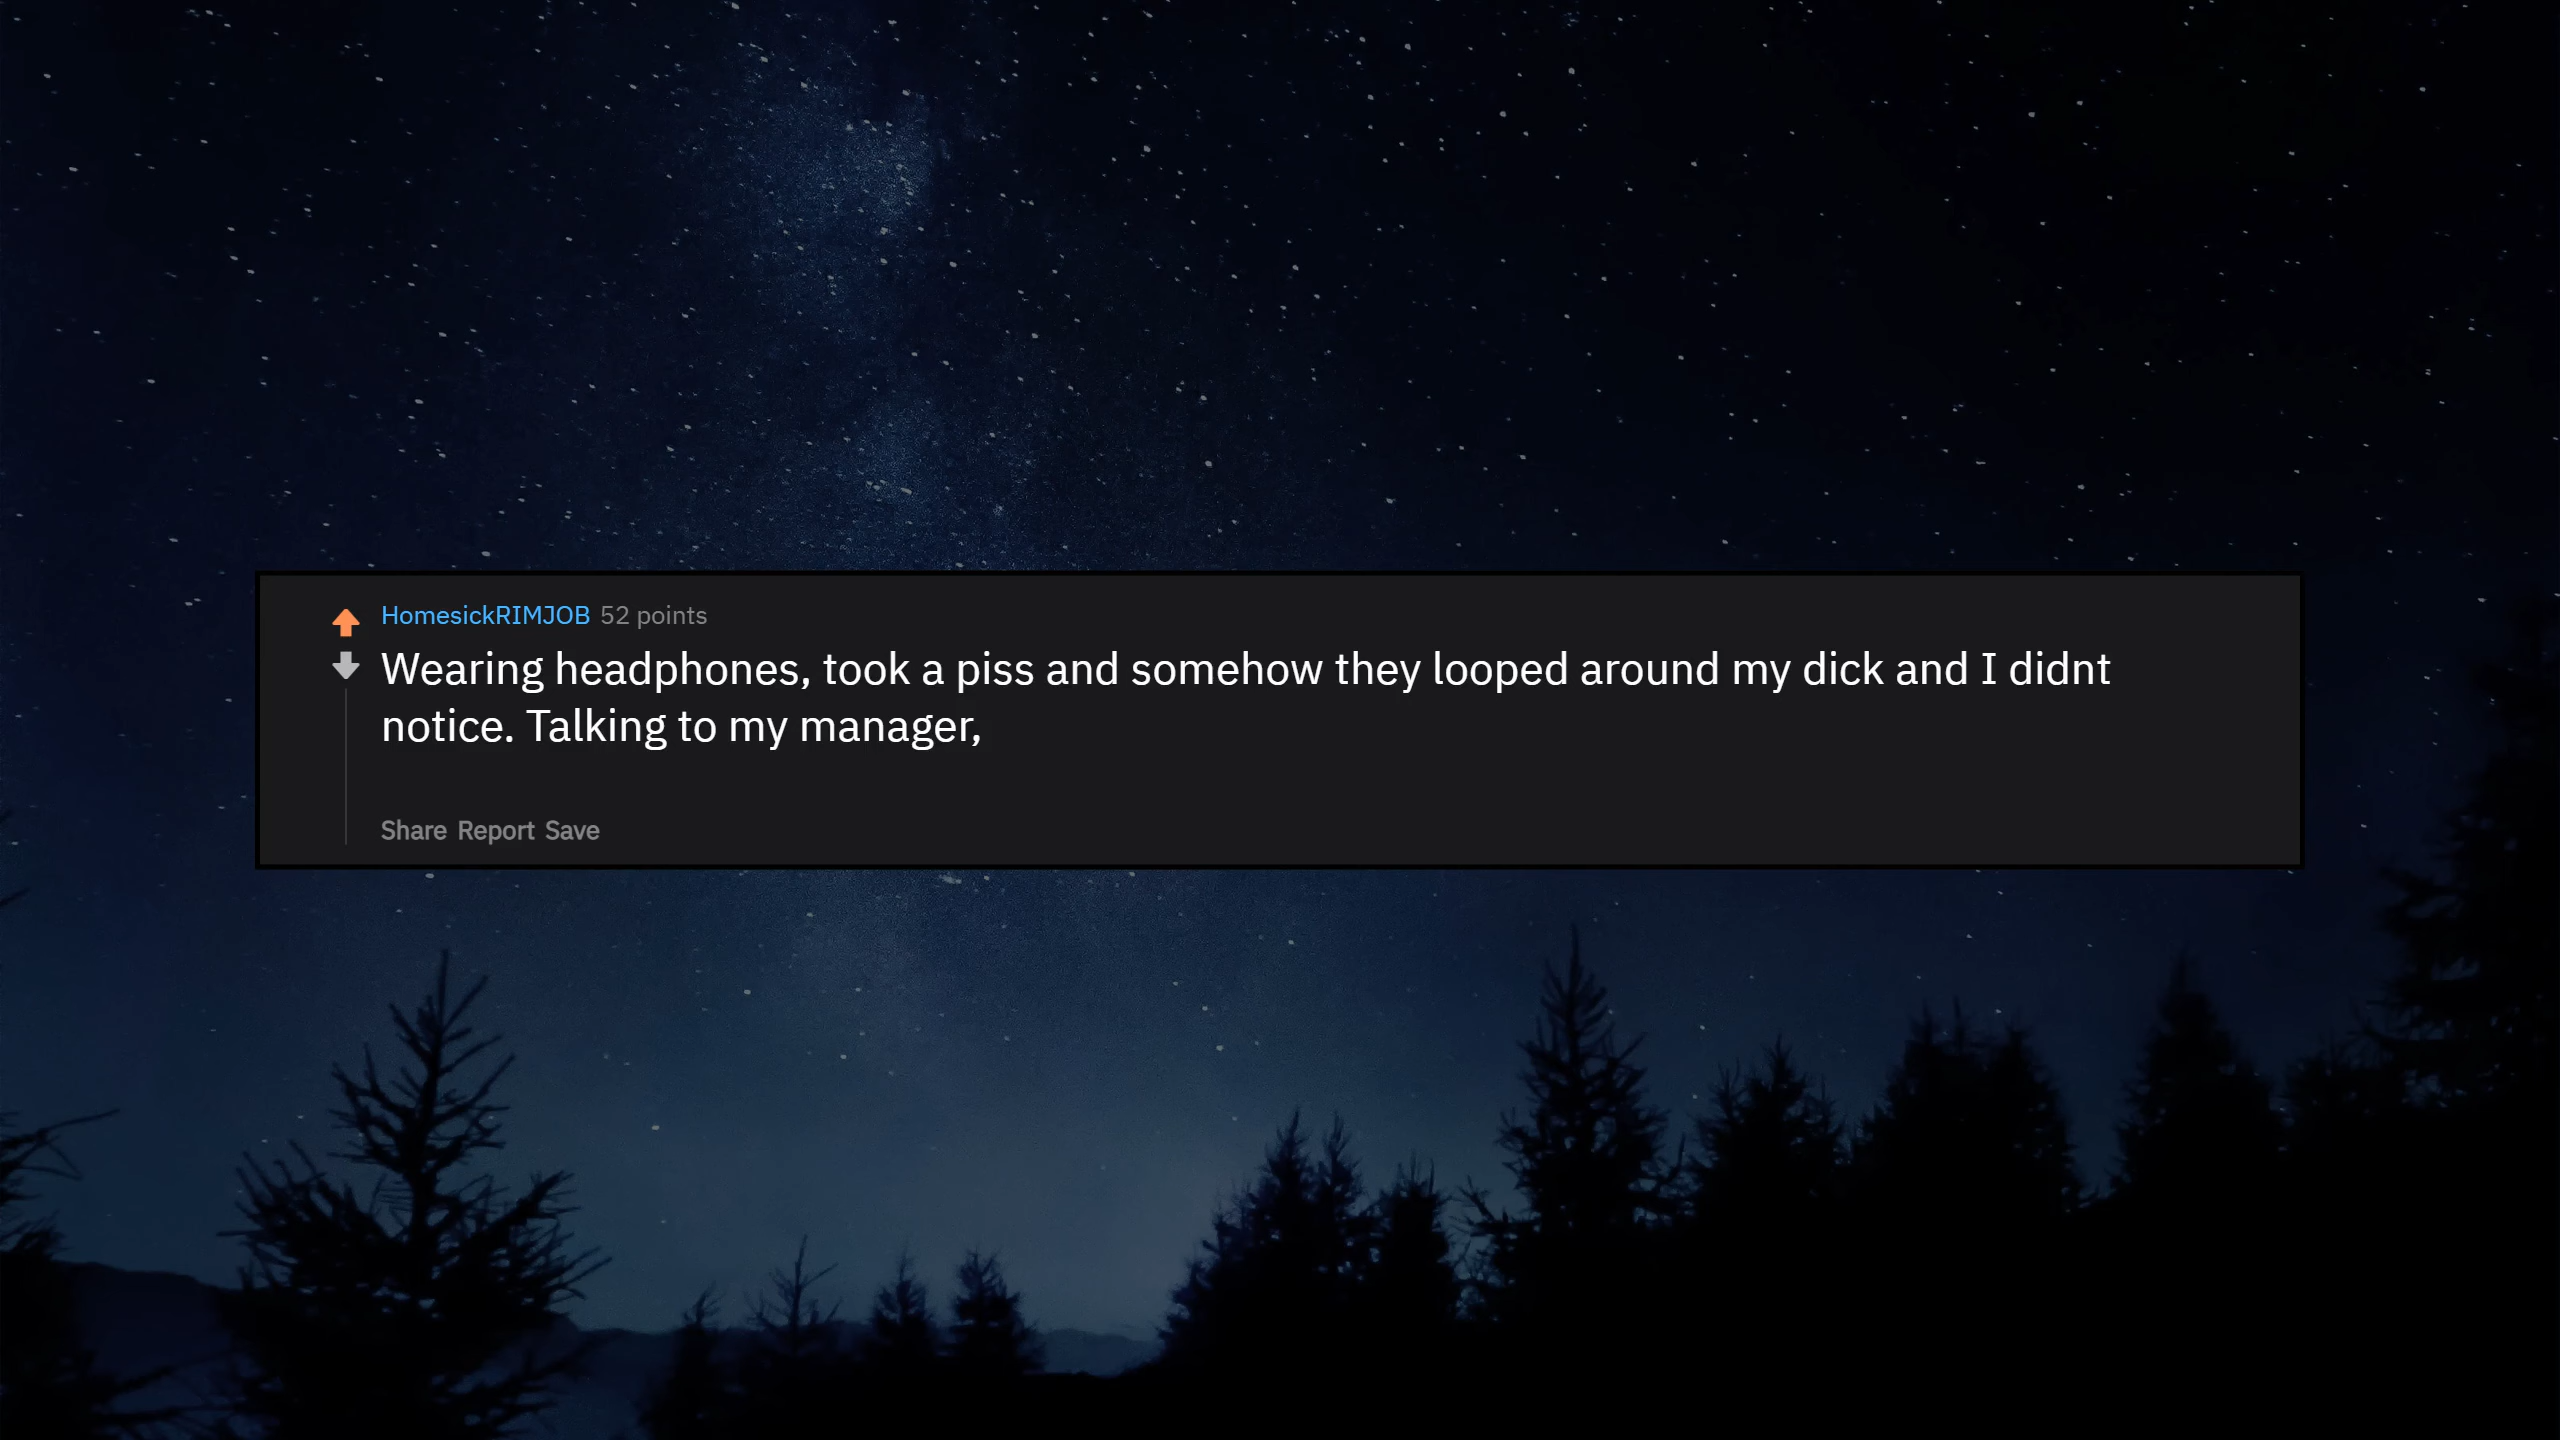 HomesickRIMJOB 52 points
Wearing headphones, took a piss and somehow they looped around my dick and I didnt
notice. Talking to my manager,
Share Report Save